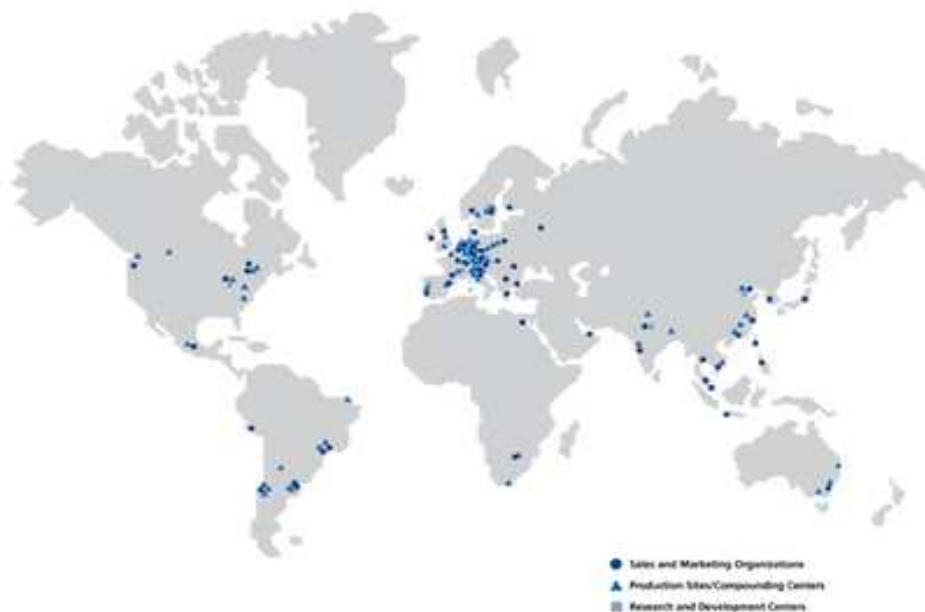 Sales and Marketing Organizations
Production Sites/Compounding Centers
Research and Development Centers